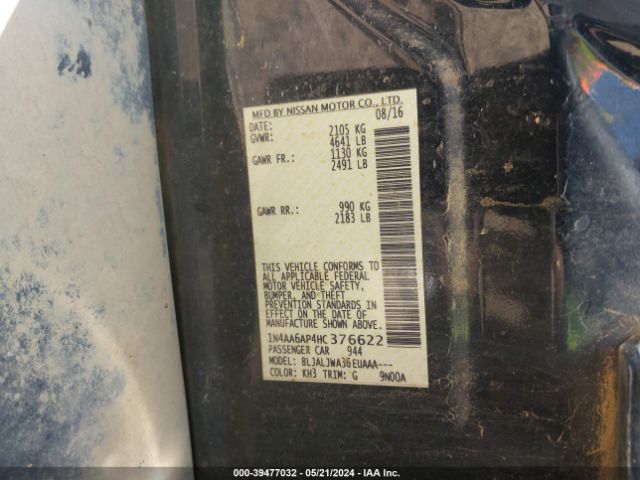 MFD BY NISSAN MOTOR CO., LTD.
DATE: 08/16
GVWR: 2105 KG
4641 LB
GAWR FR.: 1130 KG
2491 LB
GAWR RR.: 990 KG
2183 LB
THIS VEHICLE CONFORMS TO
ALL APPLICABLE FEDERAL
MOTOR VEHICLE SAFETY,
BUMPER, AND THEFT
PREVENTION STANDARDS IN
EFFECT ON THE DATE OF
MANUFACTURE SHOWN ABOVE.
1N4AA6AP4HC376622
PASSENGER CAR 944
MODEL: BLJALJWA36EUAAA---
COLOR: KH3 TRIM: G 9N00A
000-39477032 - 05/21/2024 - IAA Inc.